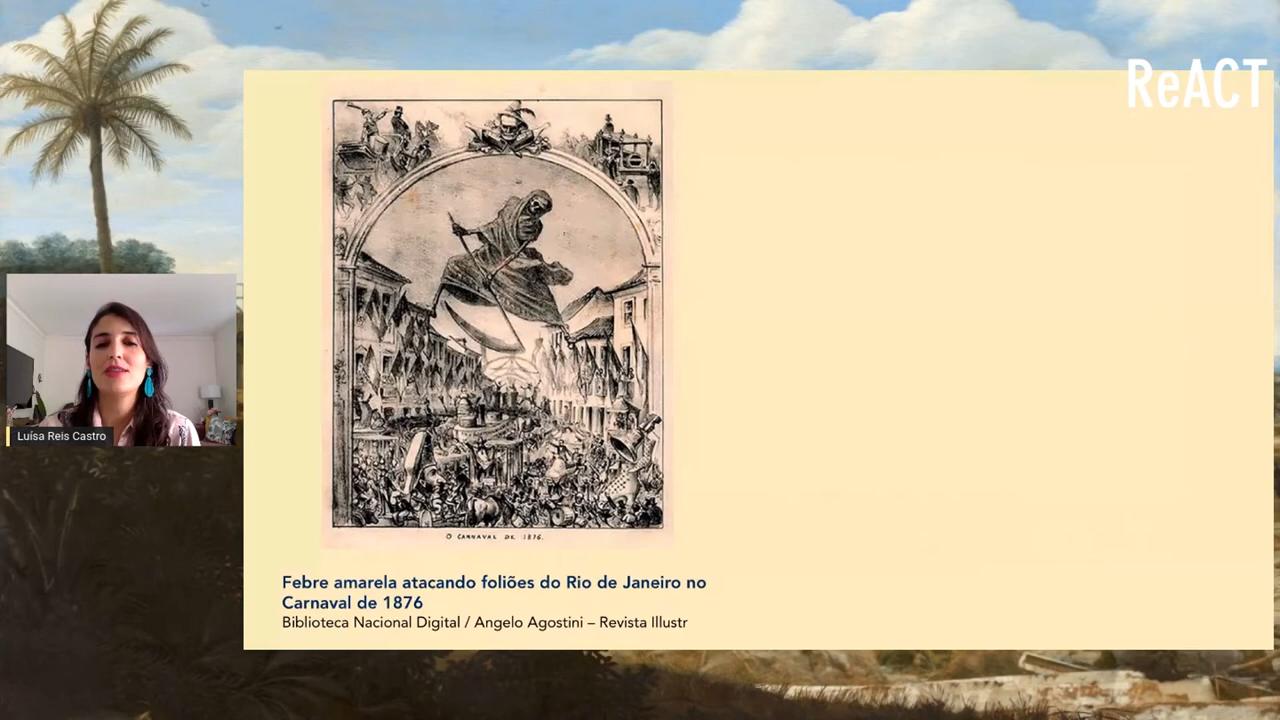 ReACT
O CARNAVAL DE 1876.
Luísa Reis Castro
Febre amarela atacando foliões do Rio de Janeiro no
Carnaval de 1876
Biblioteca Nacional Digital / Angelo Agostini – Revista Illustr